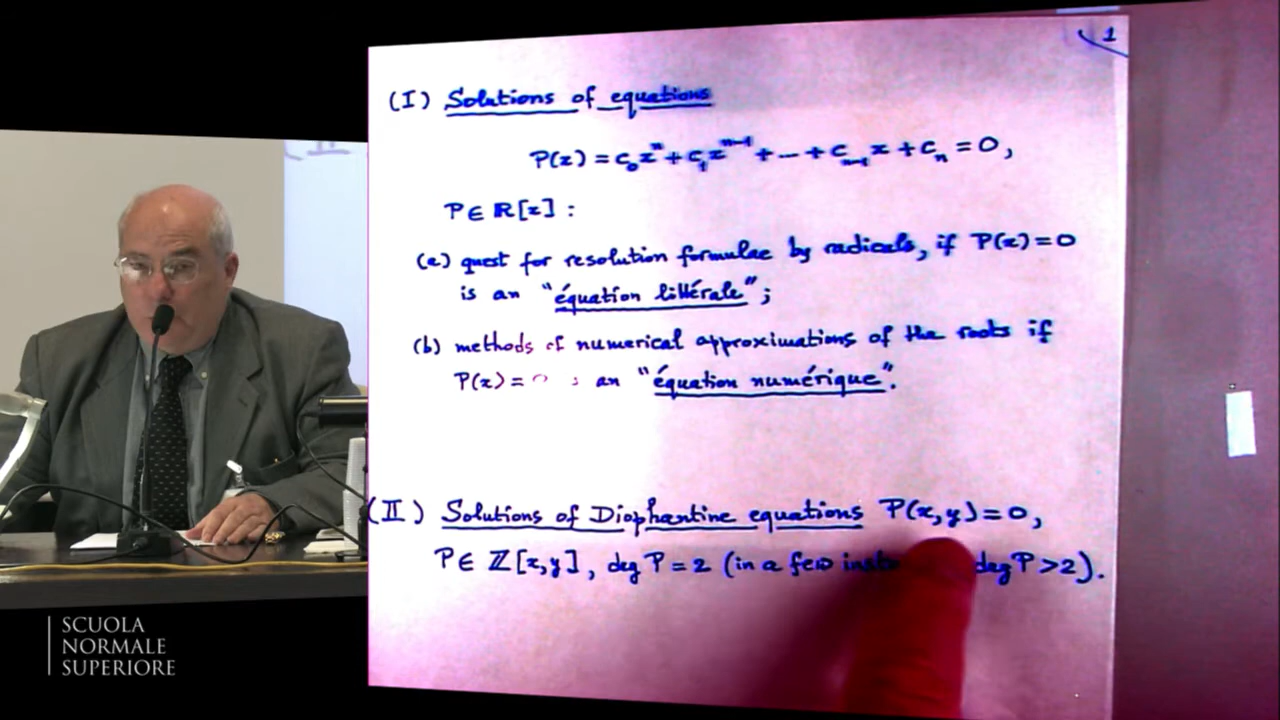 1
(I) Solutions of equations
P(x) = c₀xⁿ + c₁xⁿ⁻¹ + ... + cₙ₋₁x + cₙ = 0,
P ∈ ℝ[x] :
(a) quest for resolution formulae by radicals, if P(x) = 0
is an "équation littérale" ;
(b) methods of numerical approximations of the roots if
P(x) = an "équation numérique".
(II) Solutions of Diophantine equations P(x,y) = 0,
P ∈ ℤ[x,y], deg P = 2 (in a few deg P > 2).
SCUOLA
NORMALE
SUPERIORE